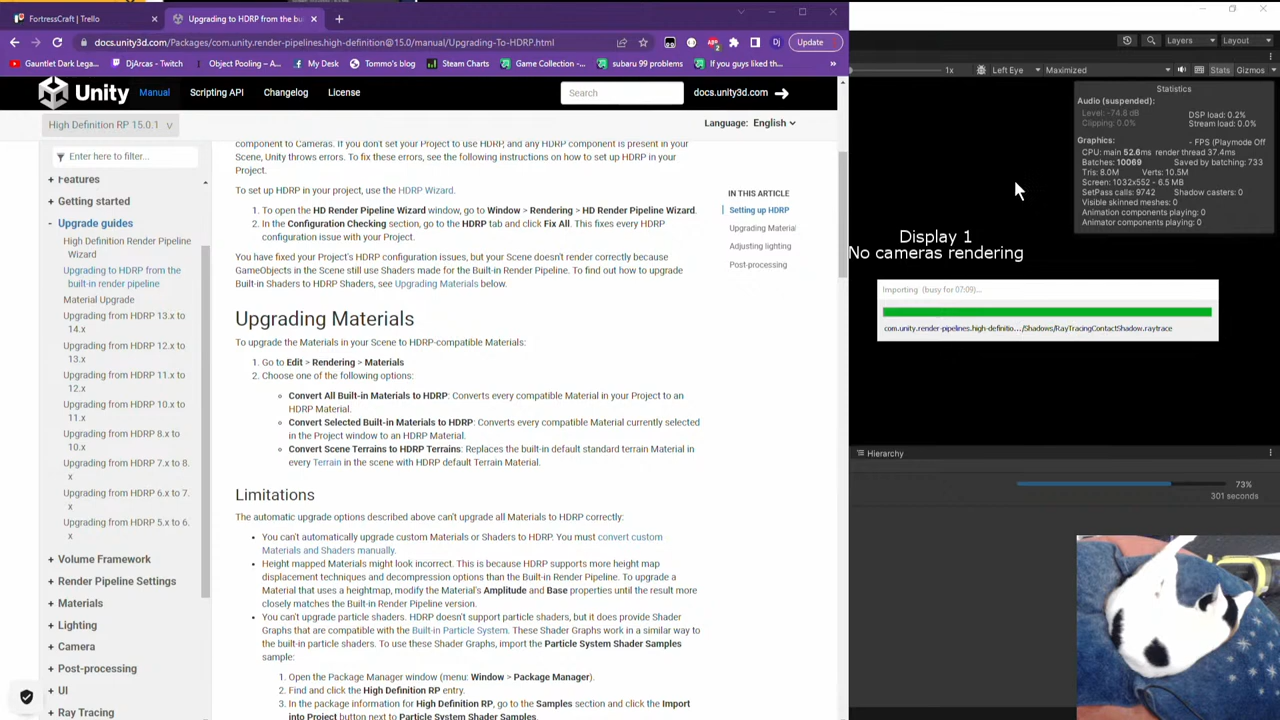 FortressCraft | Trello
Upgrading to HDRP from the bui
docs.unity3d.com/Packages/com.unity.render-pipelines.high-definition@15.0/manual/Upgrading-To-HDRP.html
Update
Gauntlet Dark Lega...
DjArcas - Twitch
Object Pooling – A...
My Desk
Tommo's blog
Steam Charts
Game Collection -...
subaru 99 problems
If you guys liked th...
Unity
Manual
Scripting API
Changelog
License
Search
docs.unity3d.com
High Definition RP 15.0.1
Language: English
Enter here to filter...
+ Features
+ Getting started
- Upgrade guides
High Definition Render Pipeline
Wizard
Upgrading to HDRP from the
built-in render pipeline
Material Upgrade
Upgrading from HDRP 13.x to
14.x
Upgrading from HDRP 12.x to
13.x
Upgrading from HDRP 11.x to
12.x
Upgrading from HDRP 10.x to
11.x
Upgrading from HDRP 8.x to
10.x
Upgrading from HDRP 7.x to 8.
x
Upgrading from HDRP 6.x to 7.
x
Upgrading from HDRP 5.x to 6.
x
+ Volume Framework
+ Render Pipeline Settings
+ Materials
+ Lighting
+ Camera
+ Post-processing
+ UI
+ Ray Tracing
component to Cameras. If you don't set your Project to use HDRP, and any HDRP component is present in your
Scene, Unity throws errors. To fix these errors, see the following instructions on how to set up HDRP in your
Project.
To set up HDRP in your project, use the HDRP Wizard.
1. To open the HD Render Pipeline Wizard window, go to Window > Rendering > HD Render Pipeline Wizard.
2. In the Configuration Checking section, go to the HDRP tab and click Fix All. This fixes every HDRP
configuration issue with your Project.
You have fixed your Project's HDRP configuration issues, but your Scene doesn't render correctly because
GameObjects in the Scene still use Shaders made for the Built-in Render Pipeline. To find out how to upgrade
Built-in Shaders to HDRP Shaders, see Upgrading Materials below.
Upgrading Materials
To upgrade the Materials in your Scene to HDRP-compatible Materials:
1. Go to Edit > Rendering > Materials
2. Choose one of the following options:
Convert All Built-in Materials to HDRP: Converts every compatible Material in your Project to an
HDRP Material.
Convert Selected Built-in Materials to HDRP: Converts every compatible Material currently selected
in the Project window to an HDRP Material.
Convert Scene Terrains to HDRP Terrains: Replaces the built-in default standard terrain Material in
every Terrain in the scene with HDRP default Terrain Material.
Limitations
The automatic upgrade options described above can't upgrade all Materials to HDRP correctly:
You can't automatically upgrade custom Materials or Shaders to HDRP. You must convert custom
Materials and Shaders manually.
Height mapped Materials might look incorrect. This is because HDRP supports more height map
displacement techniques and decompression options than the Built-in Render Pipeline. To upgrade a
Material that uses a heightmap, modify the Material's Amplitude and Base properties until the result more
closely matches the Built-in Render Pipeline version.
You can't upgrade particle shaders. HDRP doesn't support particle shaders, but it does provide Shader
Graphs that are compatible with the Built-in Particle System. These Shader Graphs work in a similar way to
the built-in particle shaders. To use these Shader Graphs, import the Particle System Shader Samples
sample:
1. Open the Package Manager window (menu: Window > Package Manager).
2. Find and click the High Definition RP entry.
3. In the package information for High Definition RP, go to the Samples section and click the Import
into Project button next to Particle System Shader Samples.
IN THIS ARTICLE
Setting up HDRP
Upgrading Material
Adjusting lighting
Post-processing
Layers
Layout
1x
Left Eye
Maximized
Stats
Gizmos
Statistics
Audio (suspended):
Level: -74.8 dB
DSP load: 0.2%
Clipping: 0.0%
Stream load: 0.0%
Graphics:
- FPS (Playmode Off
CPU: main 52.6ms render thread 37.4ms
Batches: 10069
Saved by batching: 733
Tris: 8.0M
Verts: 10.5M
Screen: 1032x552 - 6.5 MB
SetPass calls: 9742
Shadow casters: 0
Visible skinned meshes: 0
Animation components playing: 0
Animator components playing: 0
Display 1
No cameras rendering
Importing (busy for 07:09)...
com.unity.render-pipelines.high-definitio.../Shadows/RayTracingContactShadow.raytrace
Hierarchy
73%
301 seconds